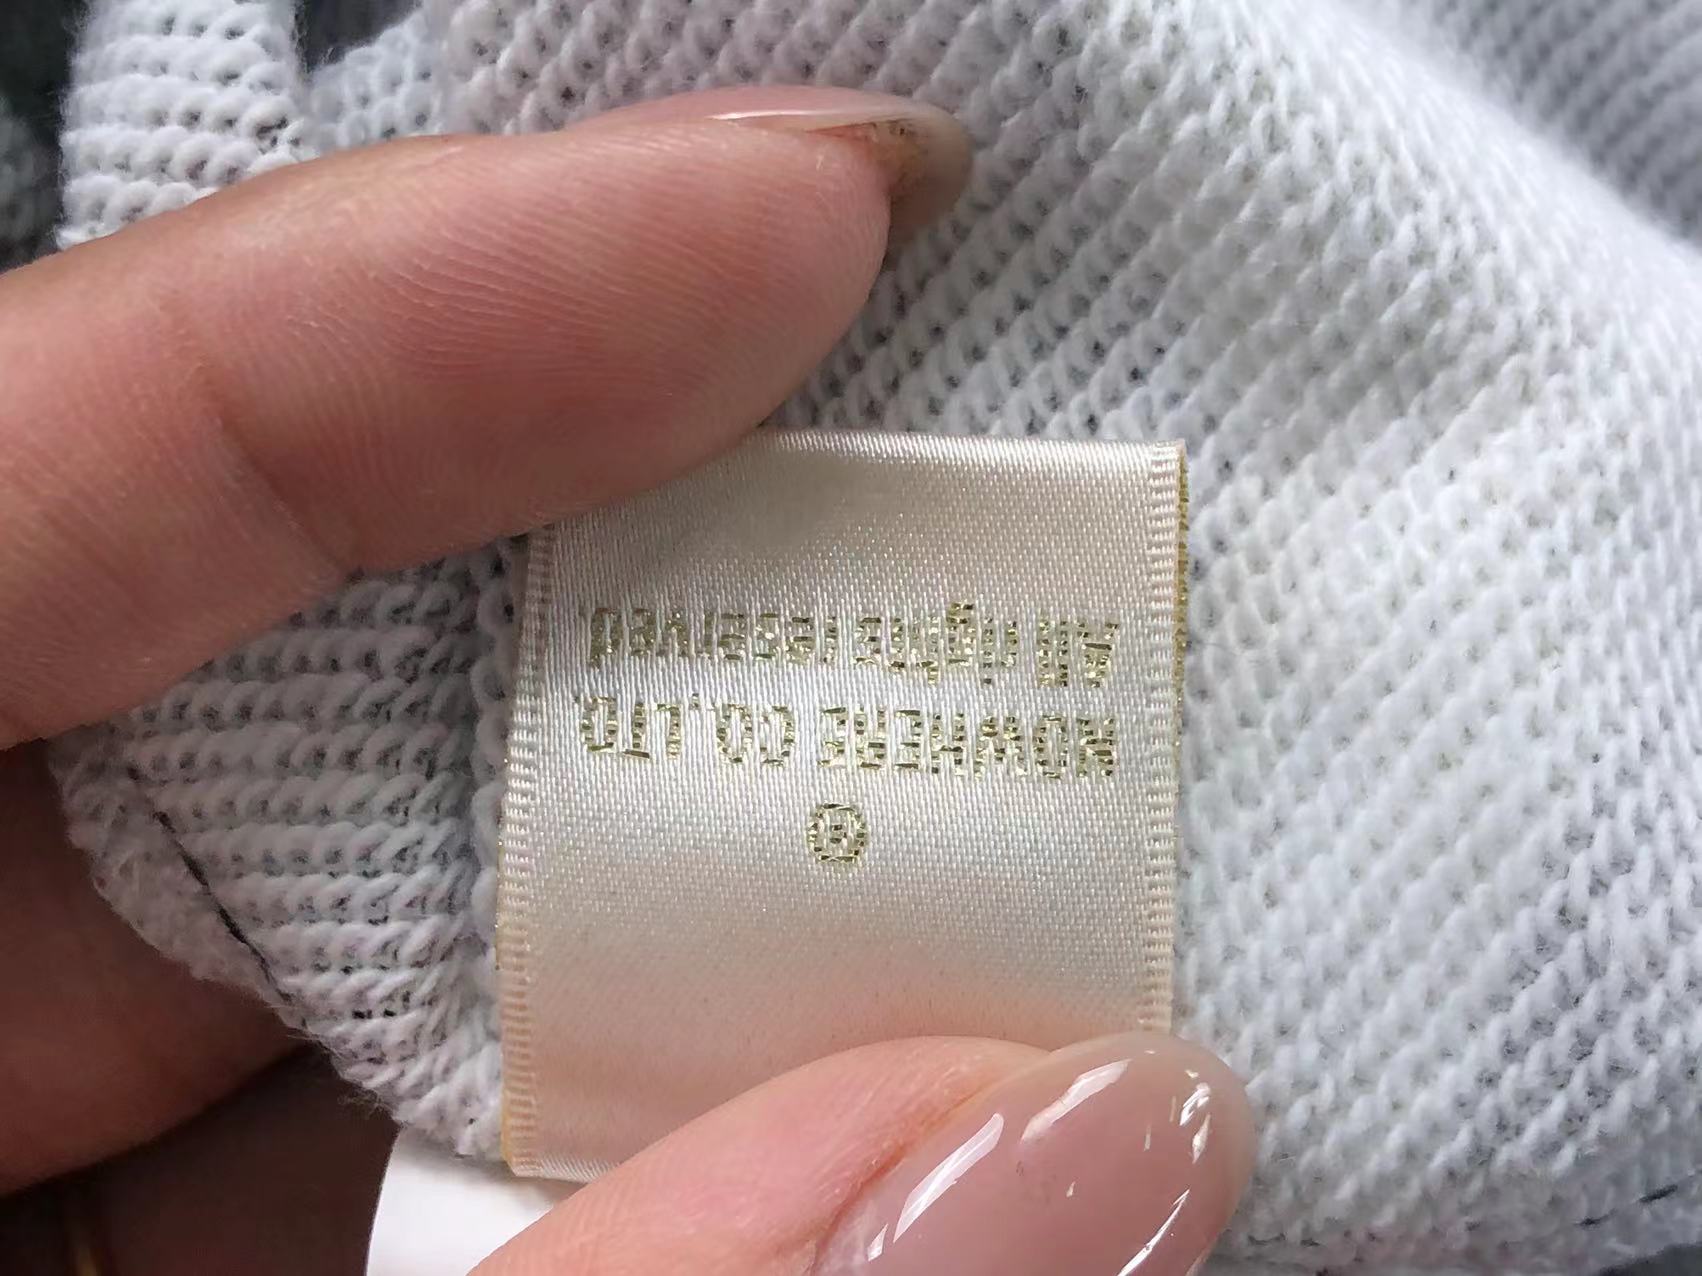 NOWHERE CO.,LTD.
All rights reserved.